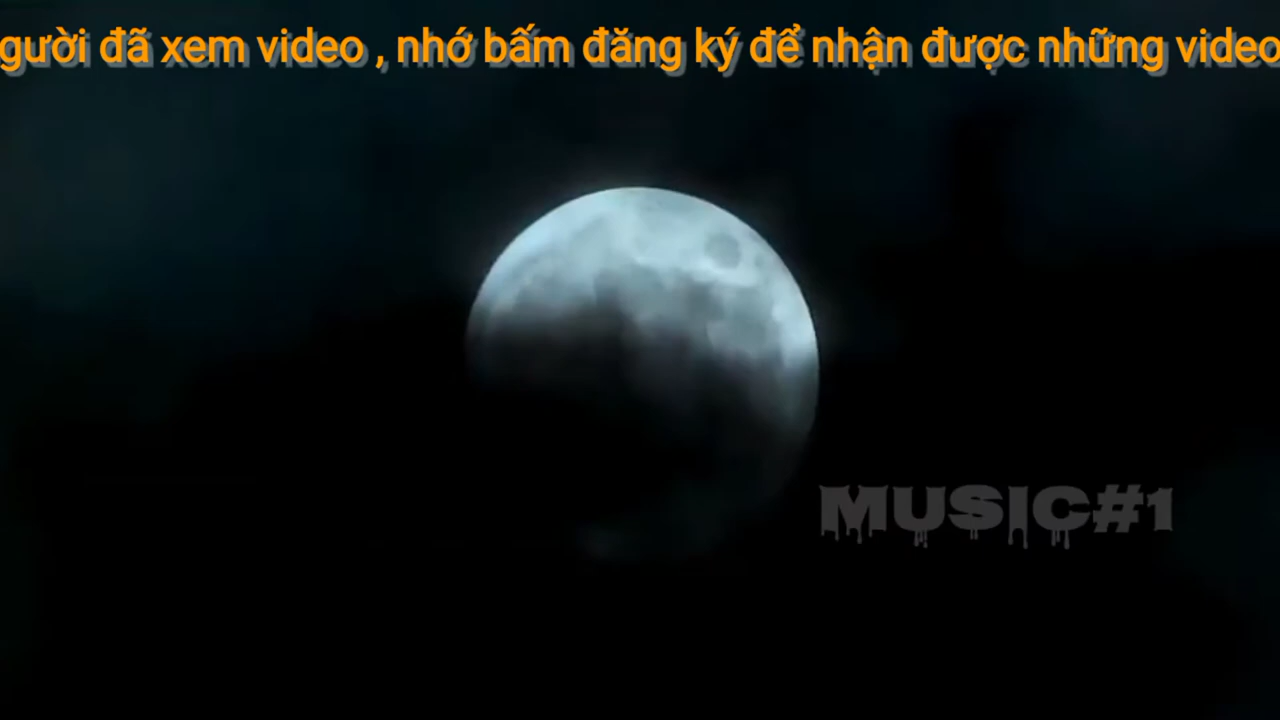 gười đã xem video , nhớ bấm đăng ký để nhận được những video
MUSIC#1